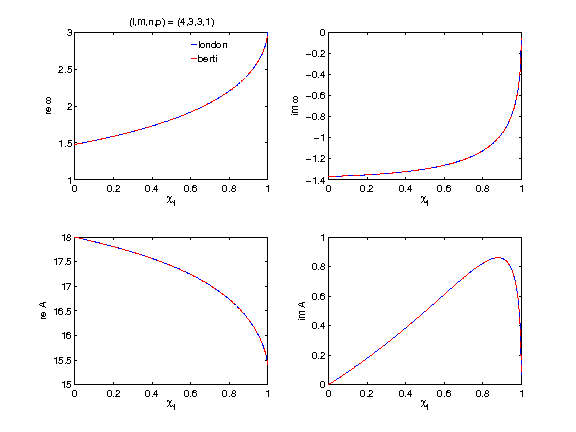 (l,m,n,p) = (4,3,3,1)
london
berti
re ω
3
2.5
2
1.5
1
0 0.2 0.4 0.6 0.8 1
χf
im ω
0
−0.2
−0.4
−0.6
−0.8
−1
−1.2
−1.4
0 0.2 0.4 0.6 0.8 1
χf
re A
18
17.5
17
16.5
16
15.5
15
0 0.2 0.4 0.6 0.8 1
χf
im A
1
0.8
0.6
0.4
0.2
0
0 0.2 0.4 0.6 0.8 1
χf